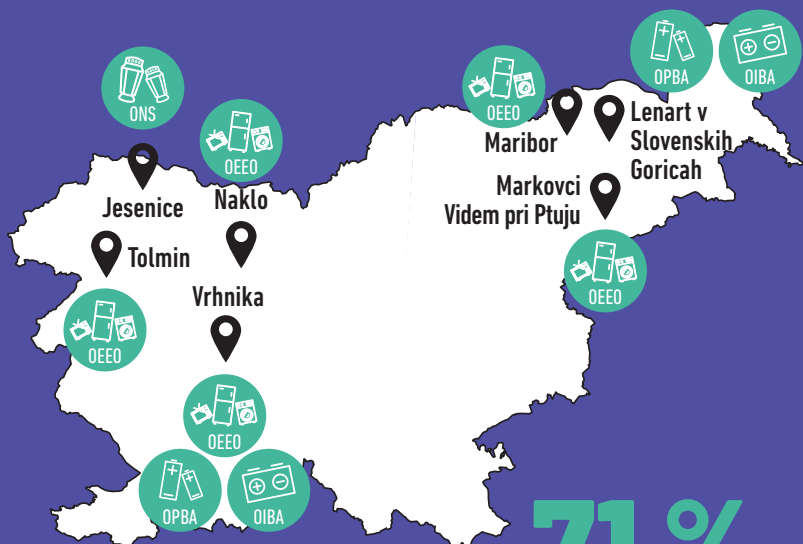 OPBA
OIBA
OEEO
ONS
Maribor
Lenart v
Slovenskih
Goricah
OEEO
Jesenice
Naklo
Markovci
Videm pri Ptuju
Tolmin
OEEO
Vrhnika
OEEO
OEEO
OPBA
OIBA
71 %